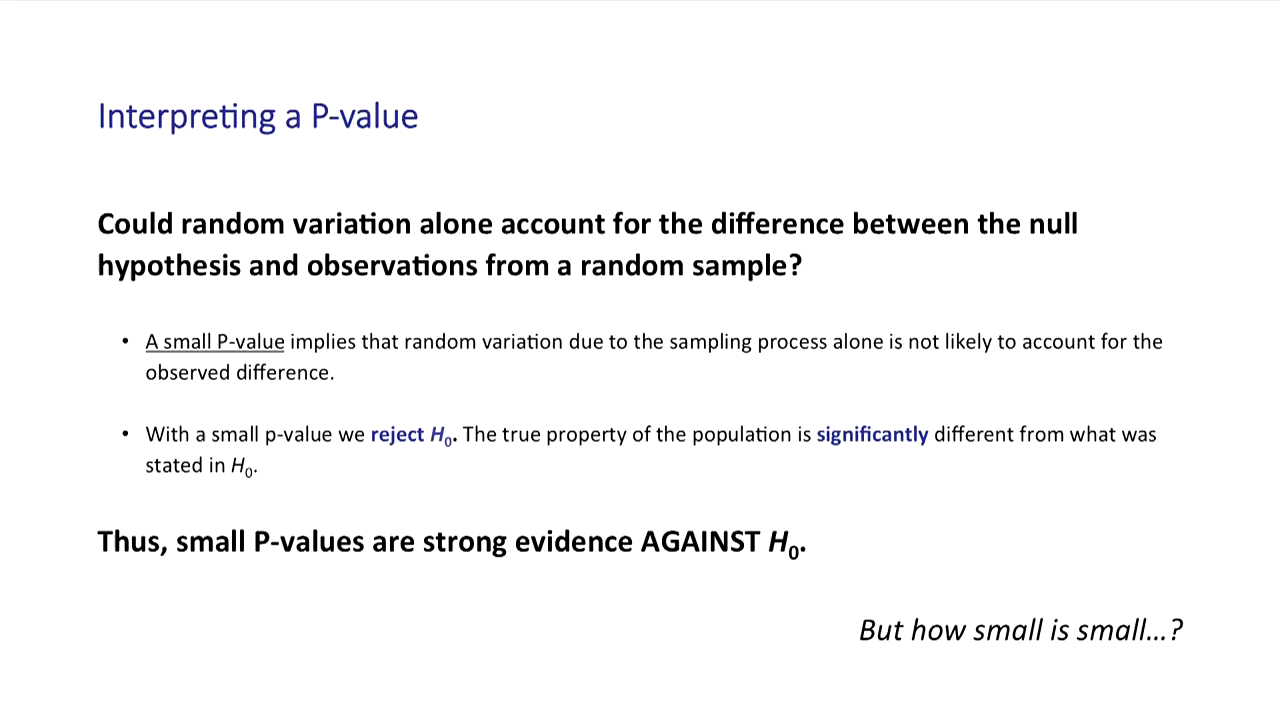 Interpreting a P-value
Could random variation alone account for the difference between the null
hypothesis and observations from a random sample?
• A small P-value implies that random variation due to the sampling process alone is not likely to account for the
observed difference.
• With a small p-value we reject H₀. The true property of the population is significantly different from what was
stated in H₀.
Thus, small P-values are strong evidence AGAINST H₀.
But how small is small...?